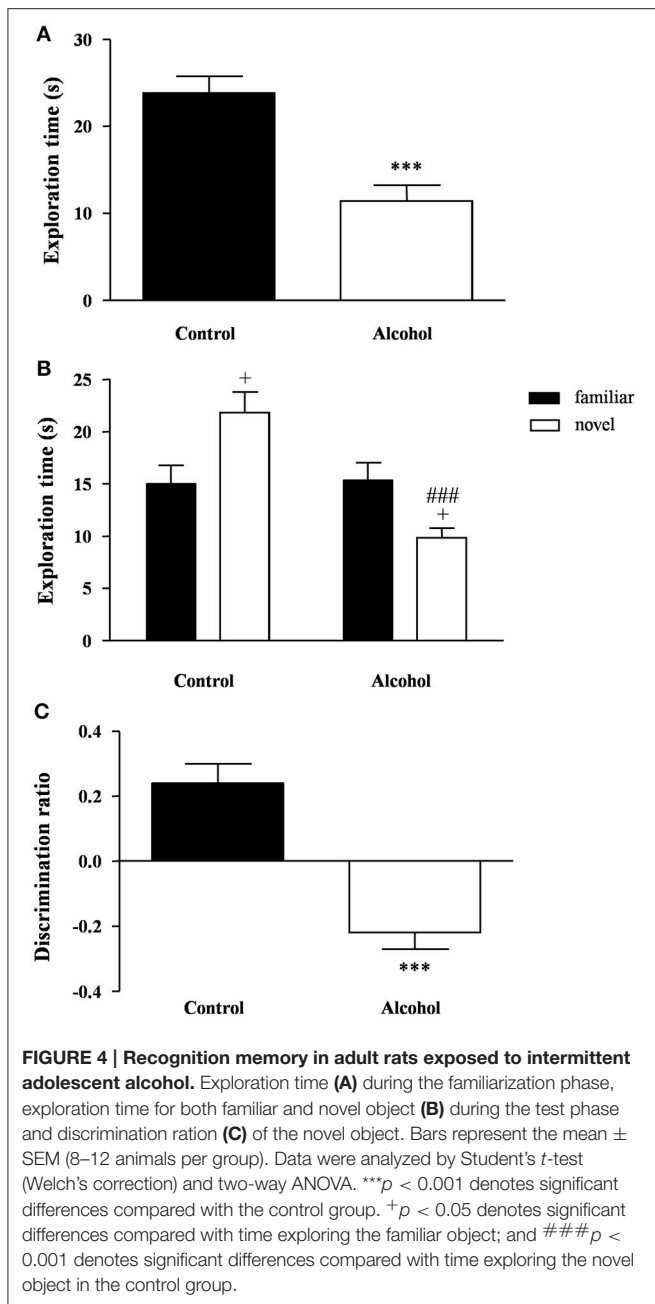 A
Exploration time (s)
30
20
10
0
***
Control Alcohol
B
Exploration time (s)
25
20
15
10
5
0
+
###
+
familiar
novel
Control Alcohol
C
Discrimination ratio
0.4
0.2
0.0
-0.2
-0.4
***
Control Alcohol
FIGURE 4 | Recognition memory in adult rats exposed to intermittent
adolescent alcohol. Exploration time (A) during the familiarization phase,
exploration time for both familiar and novel object (B) during the test phase
and discrimination ration (C) of the novel object. Bars represent the mean ±
SEM (8–12 animals per group). Data were analyzed by Student's t-test
(Welch's correction) and two-way ANOVA. ***p < 0.001 denotes significant
differences compared with the control group. +p < 0.05 denotes significant
differences compared with time exploring the familiar object; and ###p <
0.001 denotes significant differences compared with time exploring the novel
object in the control group.